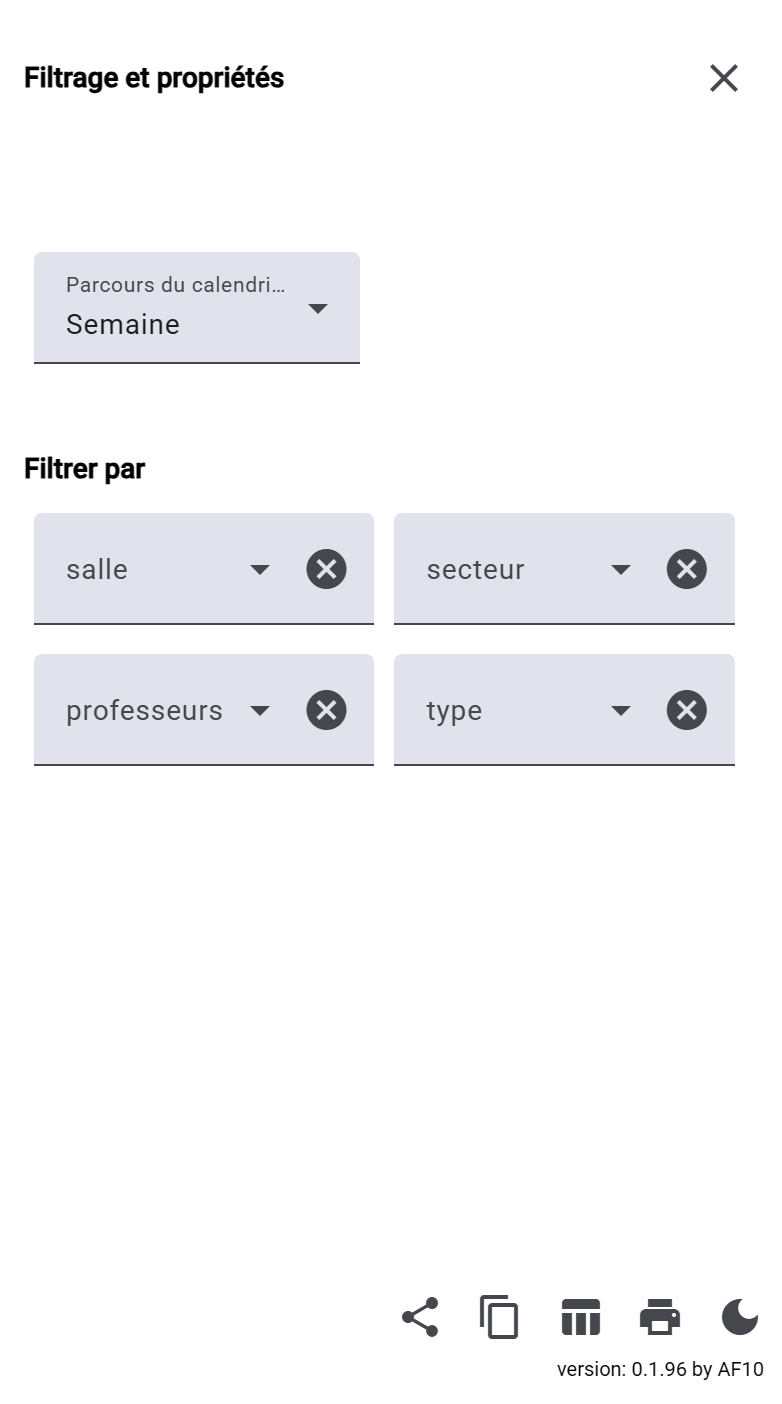 Filtrage et propriétés
Parcours du calendri...
Semaine
Filtrer par
salle
secteur
professeurs
type
version: 0.1.96 by AF10